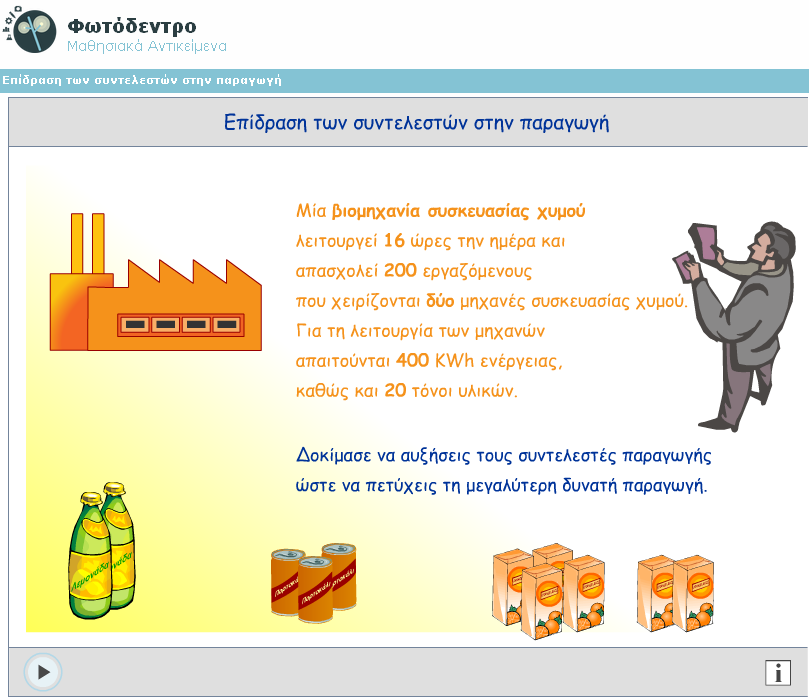 Φωτόδεντρο
Μαθησιακά Αντικείμενα
Επίδραση των συντελεστών στην παραγωγή
Επίδραση των συντελεστών στην παραγωγή
Μία βιομηχανία συσκευασίας χυμού
λειτουργεί 16 ώρες την ημέρα και
απασχολεί 200 εργαζόμενους
που χειρίζονται δύο μηχανές συσκευασίας χυμού.
Για τη λειτουργία των μηχανών
απαιτούνται 400 KWh ενέργειας,
καθώς και 20 τόνοι υλικών.
Δοκίμασε να αυξήσεις τους συντελεστές παραγωγής
ώστε να πετύχεις τη μεγαλύτερη δυνατή παραγωγή.
Λεμονάδα
i